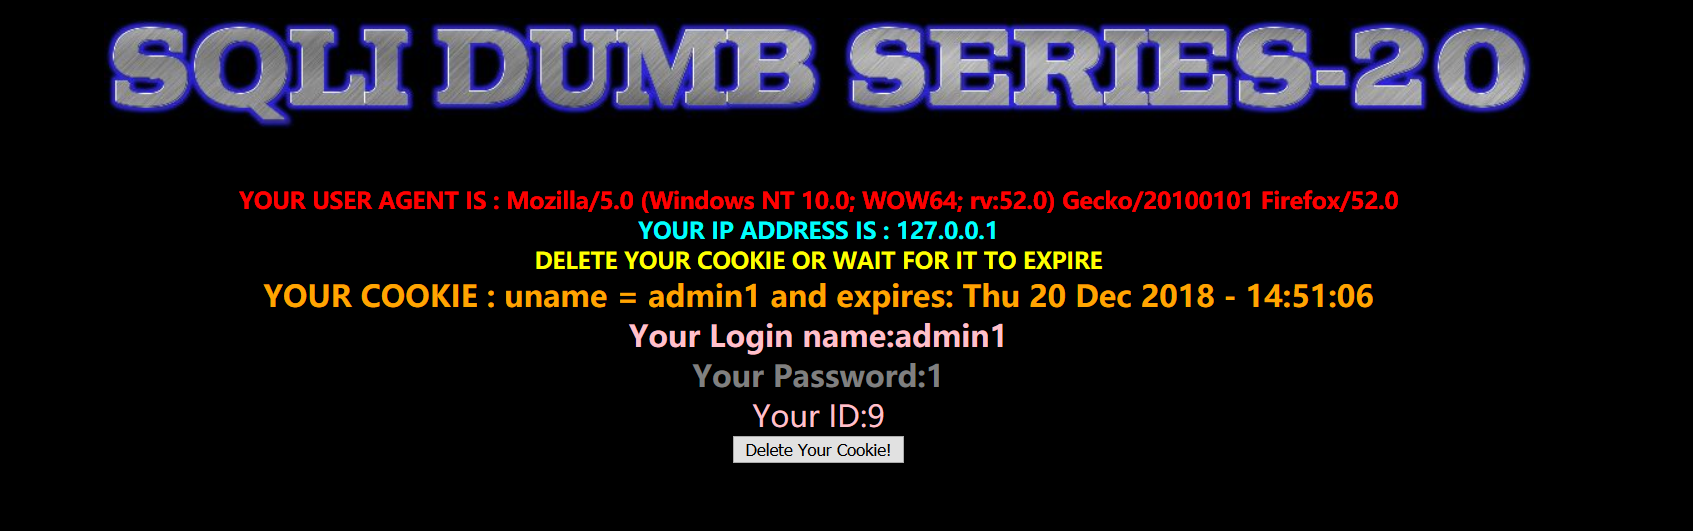 SQLI DUMB SERIES-20
YOUR USER AGENT IS : Mozilla/5.0 (Windows NT 10.0; WOW64; rv:52.0) Gecko/20100101 Firefox/52.0
YOUR IP ADDRESS IS : 127.0.0.1
DELETE YOUR COOKIE OR WAIT FOR IT TO EXPIRE
YOUR COOKIE : uname = admin1 and expires: Thu 20 Dec 2018 - 14:51:06
Your Login name:admin1
Your Password:1
Your ID:9
Delete Your Cookie!